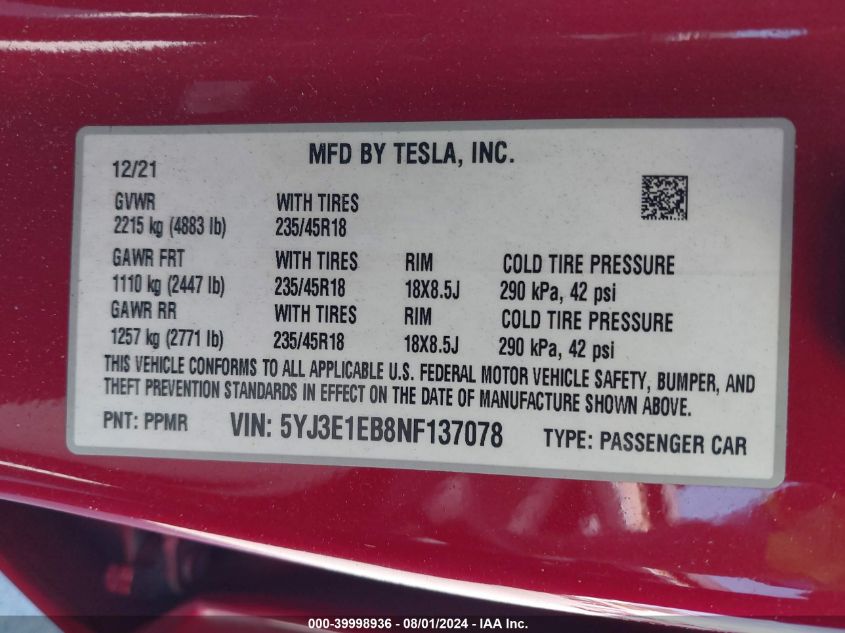 MFD BY TESLA, INC.
12/21
GVWR WITH TIRES
2215 kg (4883 lb) 235/45R18
GAWR FRT WITH TIRES RIM COLD TIRE PRESSURE
1110 kg (2447 lb) 235/45R18 18X8.5J 290 kPa, 42 psi
GAWR RR WITH TIRES RIM COLD TIRE PRESSURE
1257 kg (2771 lb) 235/45R18 18X8.5J 290 kPa, 42 psi
THIS VEHICLE CONFORMS TO ALL APPLICABLE U.S. FEDERAL MOTOR VEHICLE SAFETY, BUMPER, AND
THEFT PREVENTION STANDARDS IN EFFECT ON THE DATE OF MANUFACTURE SHOWN ABOVE.
PNT: PPMR VIN: 5YJ3E1EB8NF137078 TYPE: PASSENGER CAR
000-39998936 - 08/01/2024 - IAA Inc.